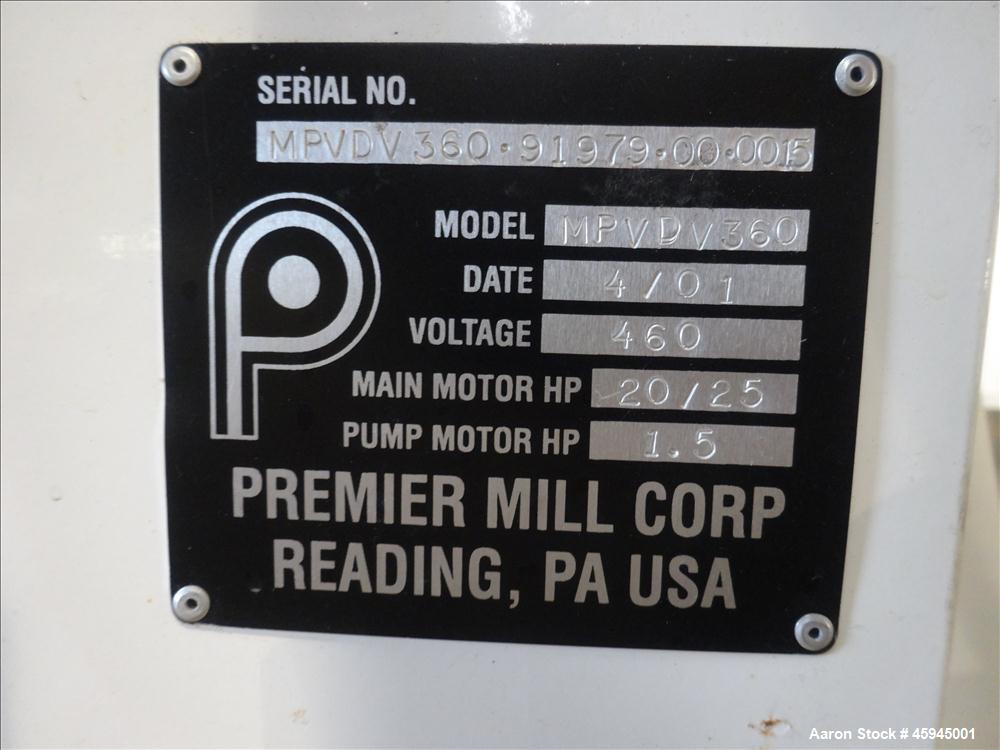 SERIAL NO.
MPVDV360·91979·00·0015
MODEL MPVDV360
DATE 4/01
VOLTAGE 460
MAIN MOTOR HP 20/25
PUMP MOTOR HP 1.5
PREMIER MILL CORP
READING, PA USA
Aaron Stock # 45945001